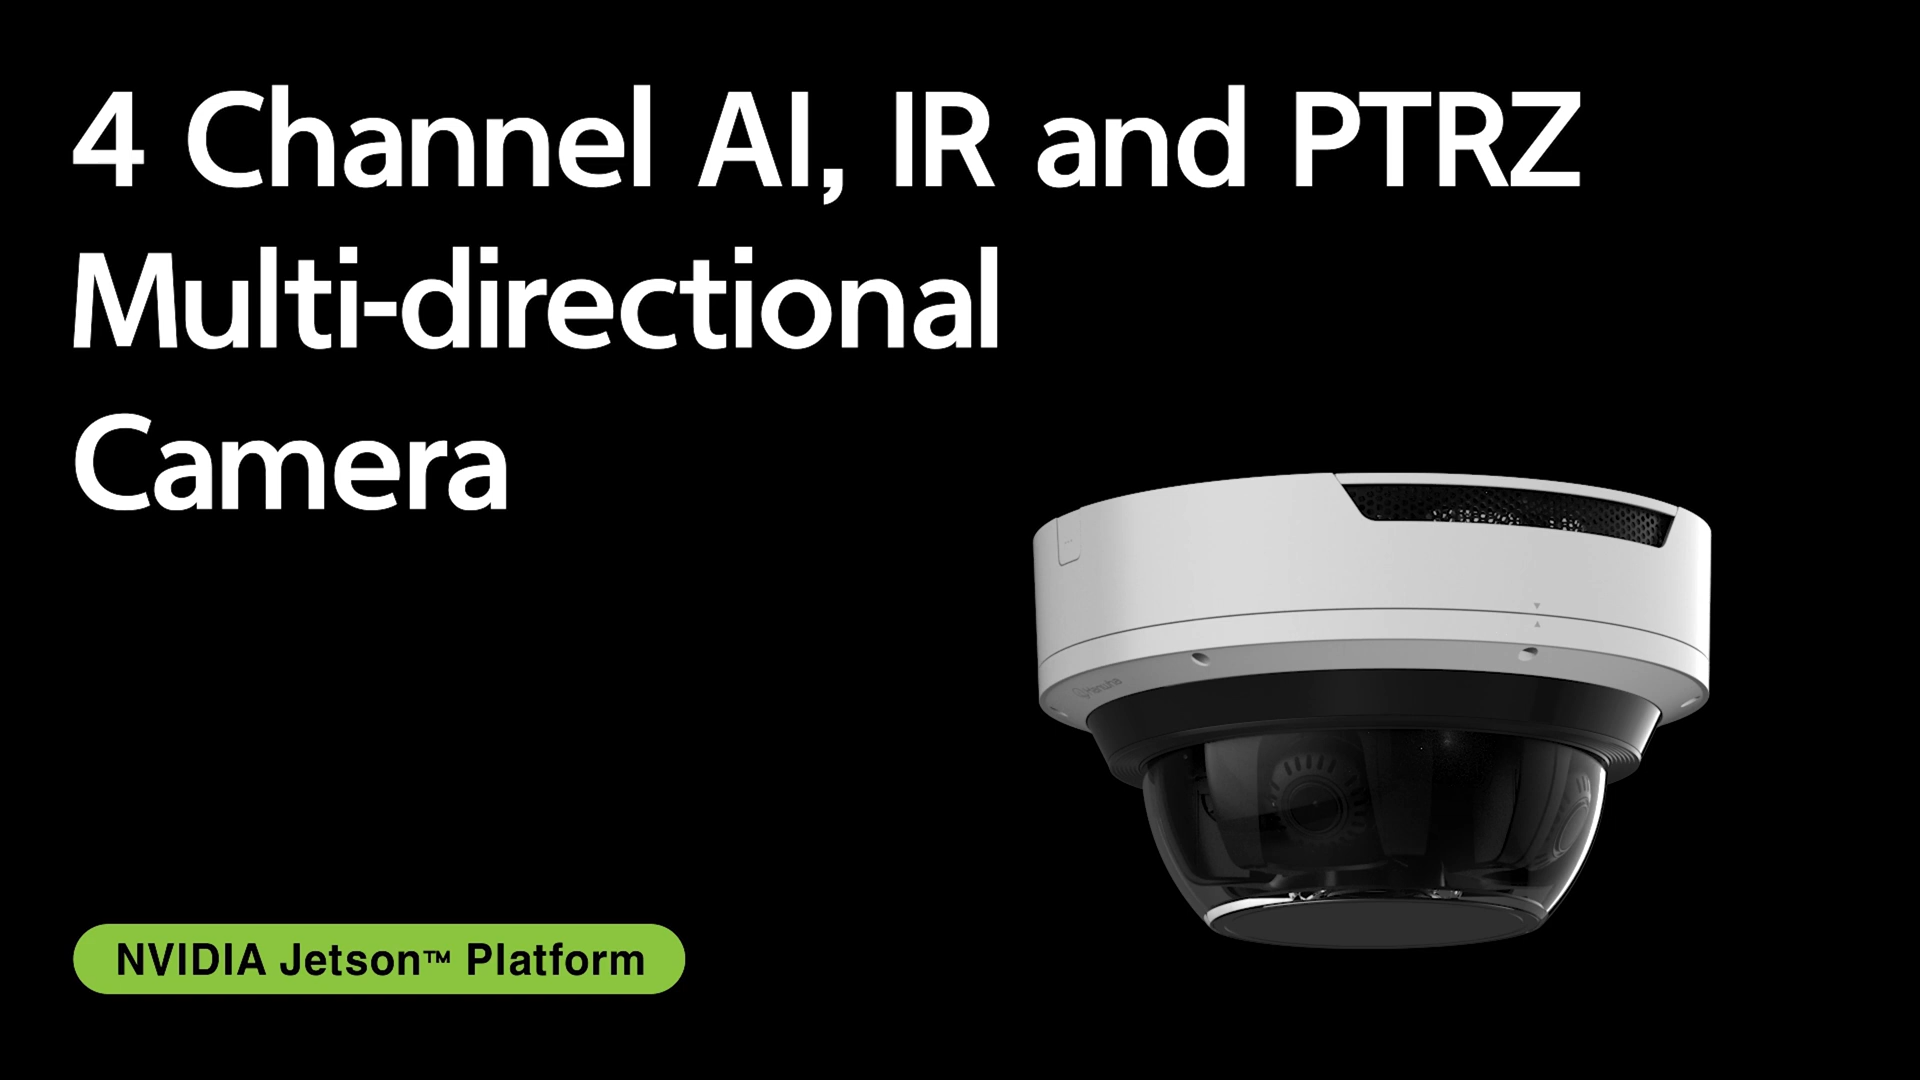 4 Channel AI, IR and PTRZ
Multi-directional
Camera
NVIDIA Jetson™ Platform